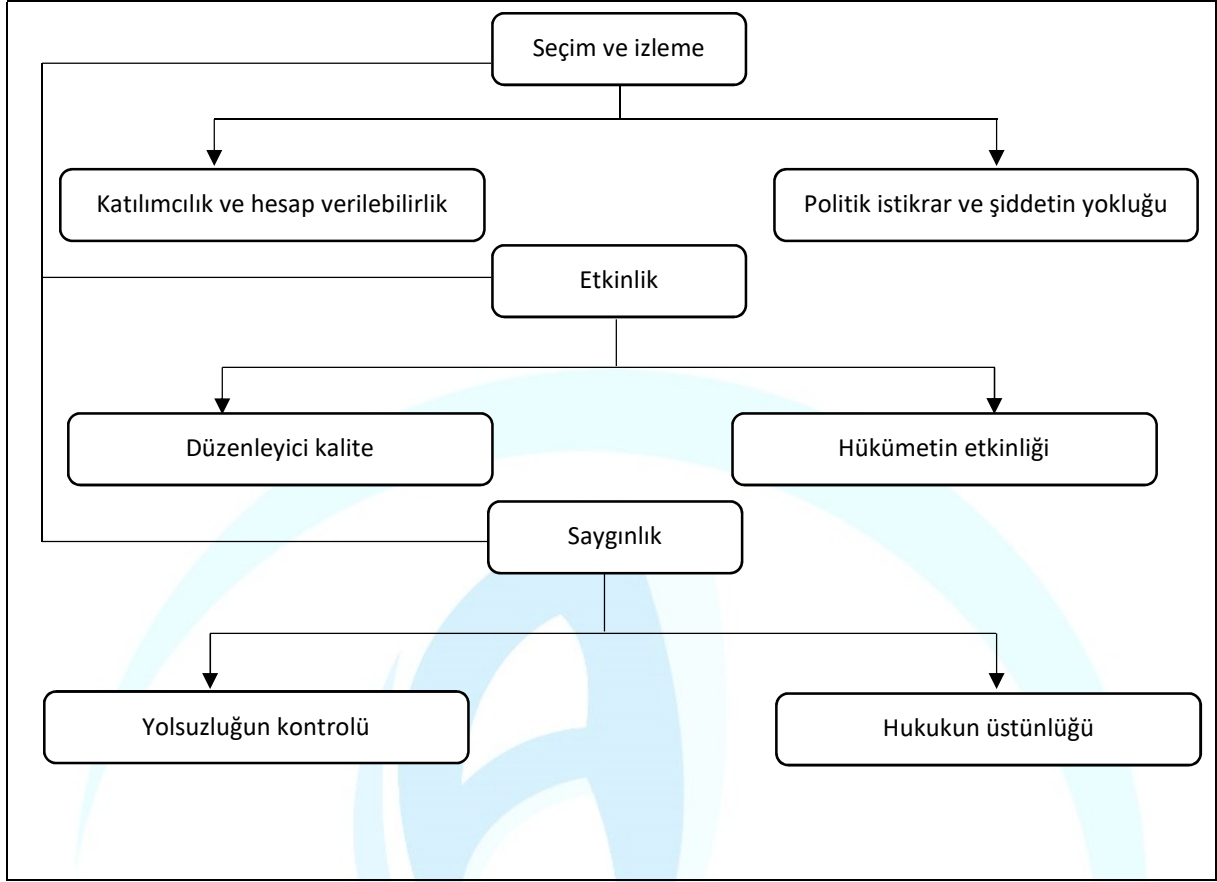 Seçim ve izleme
Katılımcılık ve hesap verilebilirlik
Politik istikrar ve şiddetin yokluğu
Etkinlik
Düzenleyici kalite
Hükümetin etkinliği
Saygınlık
Yolsuzluğun kontrolü
Hukukun üstünlüğü